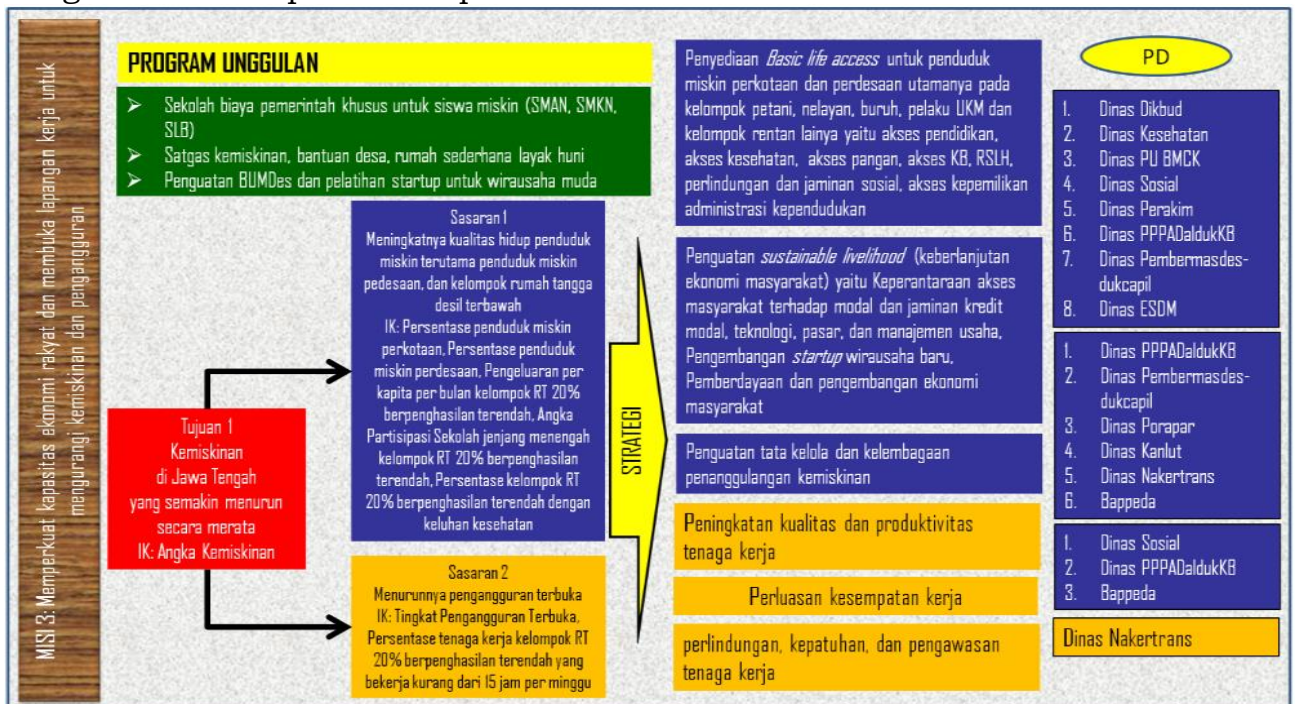 MISI 3: Memperkuat kapasitas ekonomi rakyat dan membuka lapangan kerja untuk
mengurangi kemiskinan dan pengangguran
PROGRAM UNGGULAN
➢ Sekolah biaya pemerintah khusus untuk siswa miskin (SMAN, SMKN,
SLB)
➢ Satgas kemiskinan, bantuan desa, rumah sederhana layak huni
➢ Penguatan BUMDes dan pelatihan startup untuk wirausaha muda
Tujuan 1
Kemiskinan
di Jawa Tengah
yang semakin menurun
secara merata
IK: Angka Kemiskinan
Sasaran 1
Meningkatnya kualitas hidup penduduk
miskin terutama penduduk miskin
pedesaan, dan kelompok rumah tangga
desil terbawah
IK: Persentase penduduk miskin
perkotaan, Persentase penduduk
miskin perdesaan, Pengeluaran per
kapita per bulan kelompok RT 20%
berpenghasilan terendah, Angka
Partisipasi Sekolah jenjang menengah
kelompok RT 20% berpenghasilan
terendah, Persentase kelompok RT
20% berpenghasilan terendah dengan
keluhan kesehatan
Sasaran 2
Menurunnya pengangguran terbuka
IK: Tingkat Pengangguran Terbuka,
Persentase tenaga kerja kelompok RT
20% berpenghasilan terendah yang
bekerja kurang dari 15 jam per minggu
STRATEGI
Penyediaan Basic life access untuk penduduk
miskin perkotaan dan perdesaan utamanya pada
kelompok petani, nelayan, buruh, pelaku UKM dan
kelompok rentan lainya yaitu akses pendidikan,
akses kesehatan, akses pangan, akses KB, RSLH,
perlindungan dan jaminan sosial, akses kepemilikan
administrasi kependudukan
Penguatan sustainable livelihood (keberlanjutan
ekonomi masyarakat) yaitu Keperantaraan akses
masyarakat terhadap modal dan jaminan kredit
modal, teknologi, pasar, dan manajemen usaha,
Pengembangan startup wirausaha baru,
Pemberdayaan dan pengembangan ekonomi
masyarakat
Penguatan tata kelola dan kelembagaan
penanggulangan kemiskinan
Peningkatan kualitas dan produktivitas
tenaga kerja
Perluasan kesempatan kerja
perlindungan, kepatuhan, dan pengawasan
tenaga kerja
PD
1. Dinas Dikbud
2. Dinas Kesehatan
3. Dinas PU BMCK
4. Dinas Sosial
5. Dinas Perakim
6. Dinas PPPADaldukKB
7. Dinas Pembermasdes-
dukcapil
8. Dinas ESDM
1. Dinas PPPADaldukKB
2. Dinas Pembermasdes-
dukcapil
3. Dinas Porapar
4. Dinas Kanlut
5. Dinas Nakertrans
6. Bappeda
1. Dinas Sosial
2. Dinas PPPADaldukKB
3. Bappeda
Dinas Nakertrans